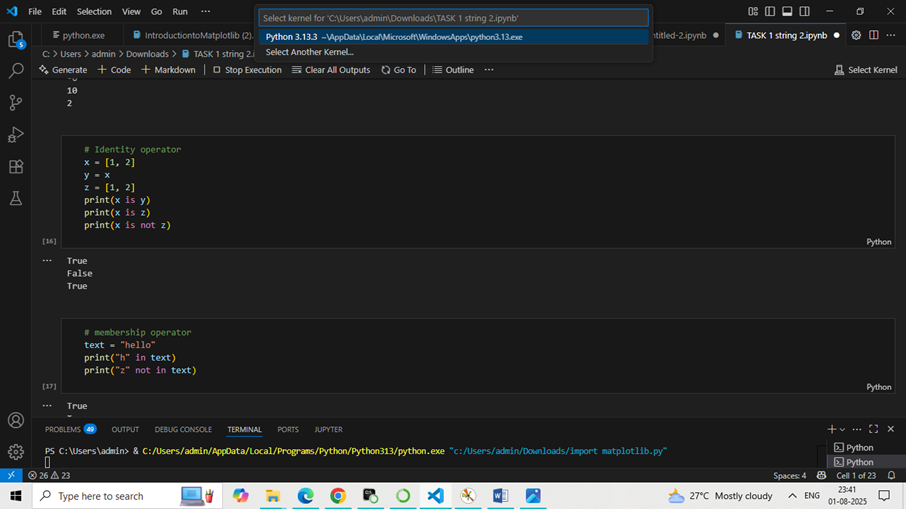 File Edit Selection View Go Run ···
Select kernel for 'C:\Users\admin\Downloads\TASK 1 string 2.ipynb'
Python 3.13.3 ~\AppData\Local\Microsoft\WindowsApps\python3.13.exe
Select Another Kernel...
python.exe
IntroductiontoMatplotlib (2).
ntitled-2.ipynb
TASK 1 string 2.ipynb
5
C: > Users > admin > Downloads > TASK 1 string 2.
Generate + Code + Markdown Stop Execution Clear All Outputs Go To Outline ···
Select Kernel
10
2
# Identity operator
x = [1, 2]
y = x
z = [1, 2]
print(x is y)
print(x is z)
print(x is not z)
[16]
Python
··· True
False
True
# membership operator
text = "hello"
print("h" in text)
print("z" not in text)
[17]
Python
··· True
PROBLEMS 49 OUTPUT DEBUG CONSOLE TERMINAL PORTS JUPYTER
PS C:\Users\admin> & C:/Users/admin/AppData/Local/Programs/Python/Python313/python.exe "c:/Users/admin/Downloads/import matplotlib.py"
Python
Python
26 23
Spaces: 4 Cell 1 of 23
Type here to search
27°C Mostly cloudy
ENG
23:41
01-08-2025